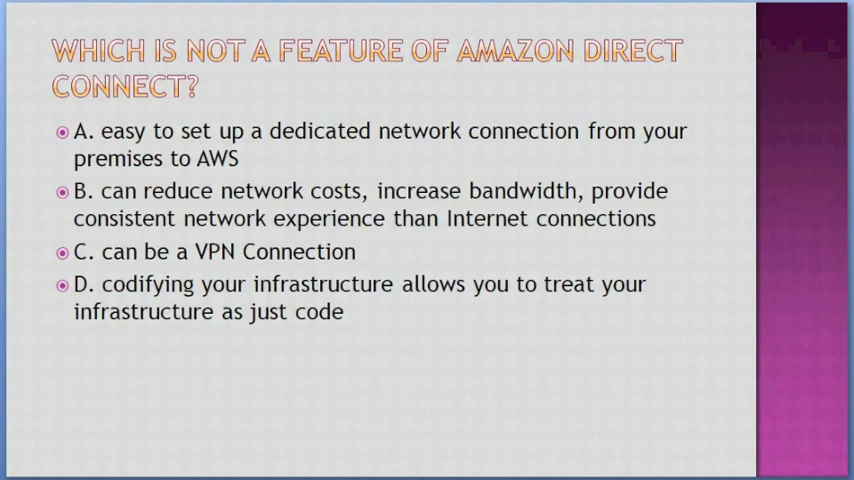 WHICH IS NOT A FEATURE OF AMAZON DIRECT
CONNECT?
A. easy to set up a dedicated network connection from your
premises to AWS
B. can reduce network costs, increase bandwidth, provide
consistent network experience than Internet connections
C. can be a VPN Connection
D. codifying your infrastructure allows you to treat your
infrastructure as just code